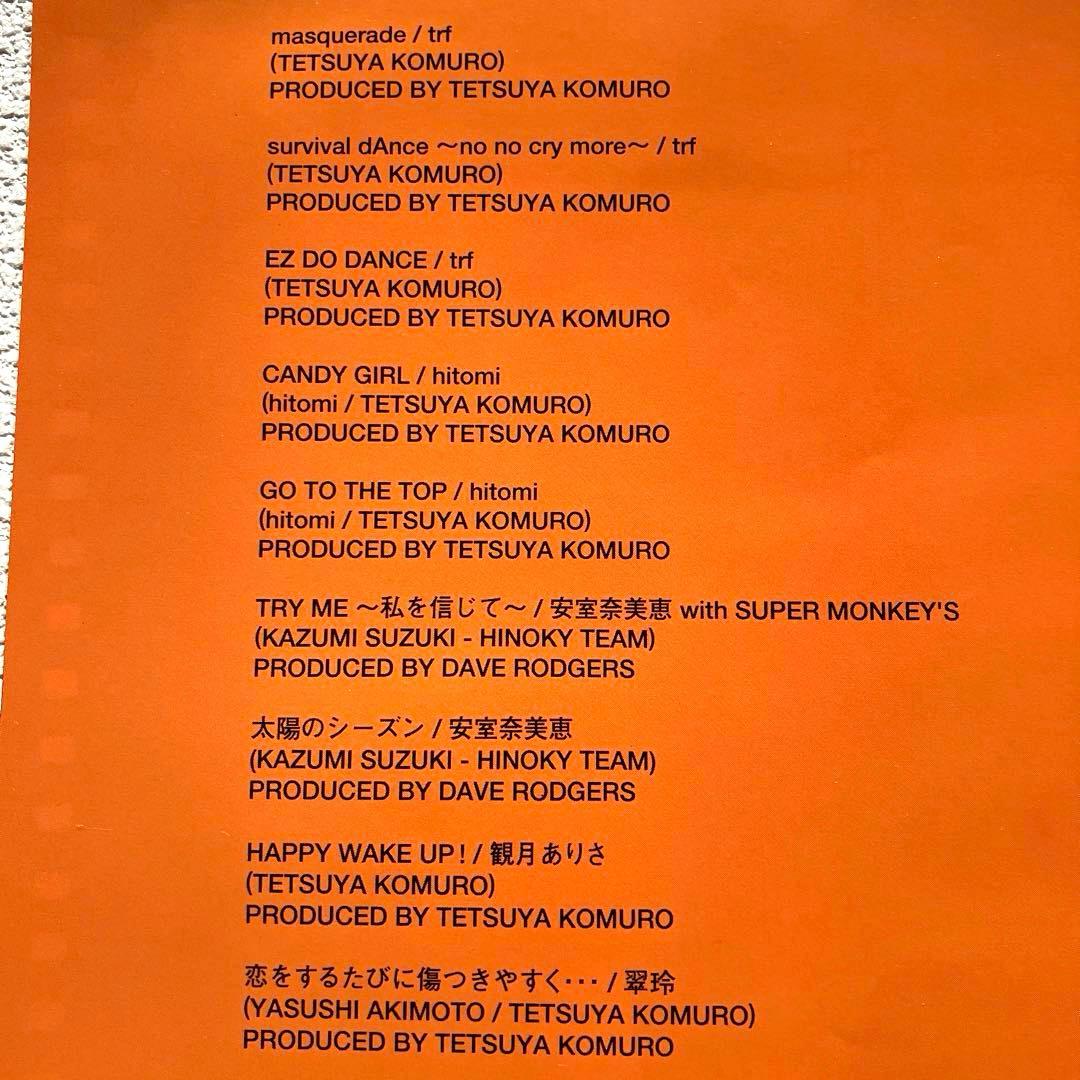 masquerade / trf
(TETSUYA KOMURO)
PRODUCED BY TETSUYA KOMURO
survival dAnce 〜no no cry more〜 / trf
(TETSUYA KOMURO)
PRODUCED BY TETSUYA KOMURO
EZ DO DANCE / trf
(TETSUYA KOMURO)
PRODUCED BY TETSUYA KOMURO
CANDY GIRL / hitomi
(hitomi / TETSUYA KOMURO)
PRODUCED BY TETSUYA KOMURO
GO TO THE TOP / hitomi
(hitomi / TETSUYA KOMURO)
PRODUCED BY TETSUYA KOMURO
TRY ME 〜私を信じて〜 / 安室奈美恵 with SUPER MONKEY'S
(KAZUMI SUZUKI - HINOKY TEAM)
PRODUCED BY DAVE RODGERS
太陽のシーズン / 安室奈美恵
(KAZUMI SUZUKI - HINOKY TEAM)
PRODUCED BY DAVE RODGERS
HAPPY WAKE UP! / 観月ありさ
(TETSUYA KOMURO)
PRODUCED BY TETSUYA KOMURO
恋をするたびに傷つきやすく… / 翠玲
(YASUSHI AKIMOTO / TETSUYA KOMURO)
PRODUCED BY TETSUYA KOMURO